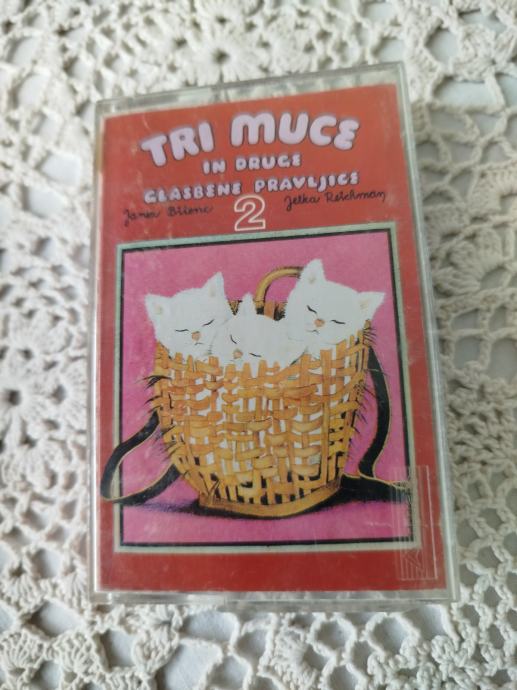 TRI MUCE
IN DRUGE
GLASBENE PRAVLJICE
Janez Bitenc 2 Jelka Reichman